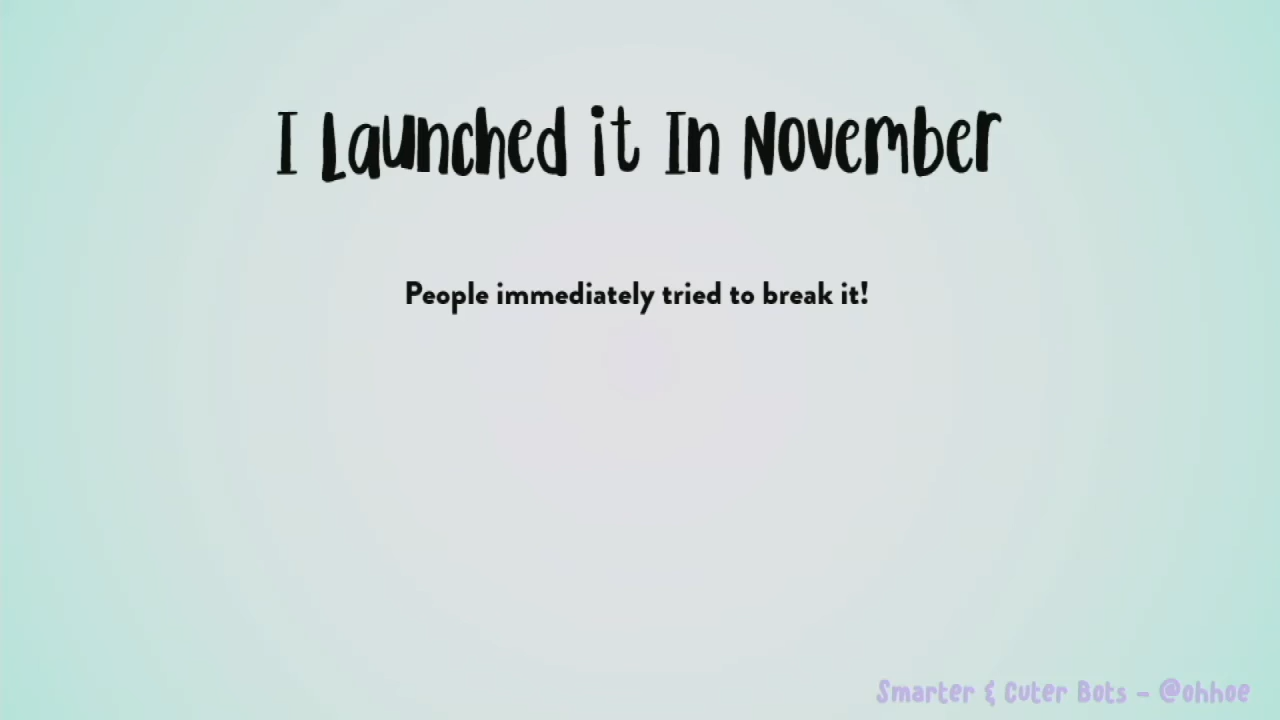 I Launched it In November
People immediately tried to break it!
Smarter & Cuter Bots - @ohhoe